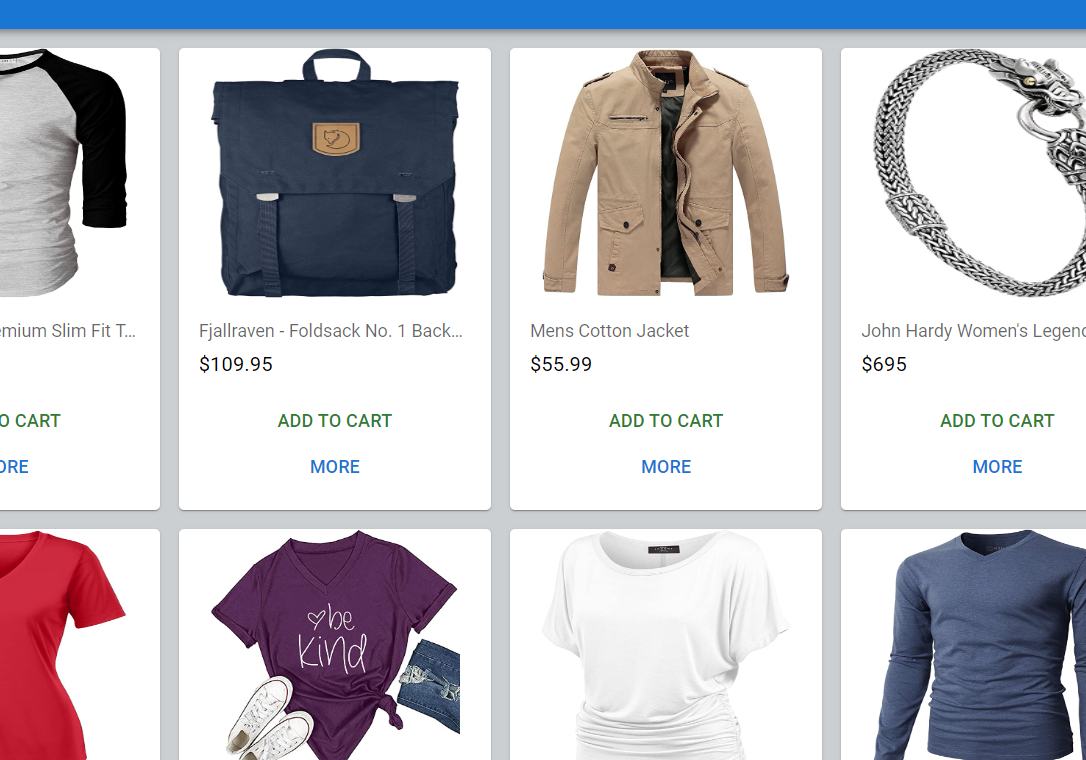 emium Slim Fit T...
Fjallraven - Foldsack No. 1 Back...
Mens Cotton Jacket
John Hardy Women's Legen
$109.95
$55.99
$695
O CART
ADD TO CART
ADD TO CART
ADD TO CART
ORE
MORE
MORE
MORE
be
kind